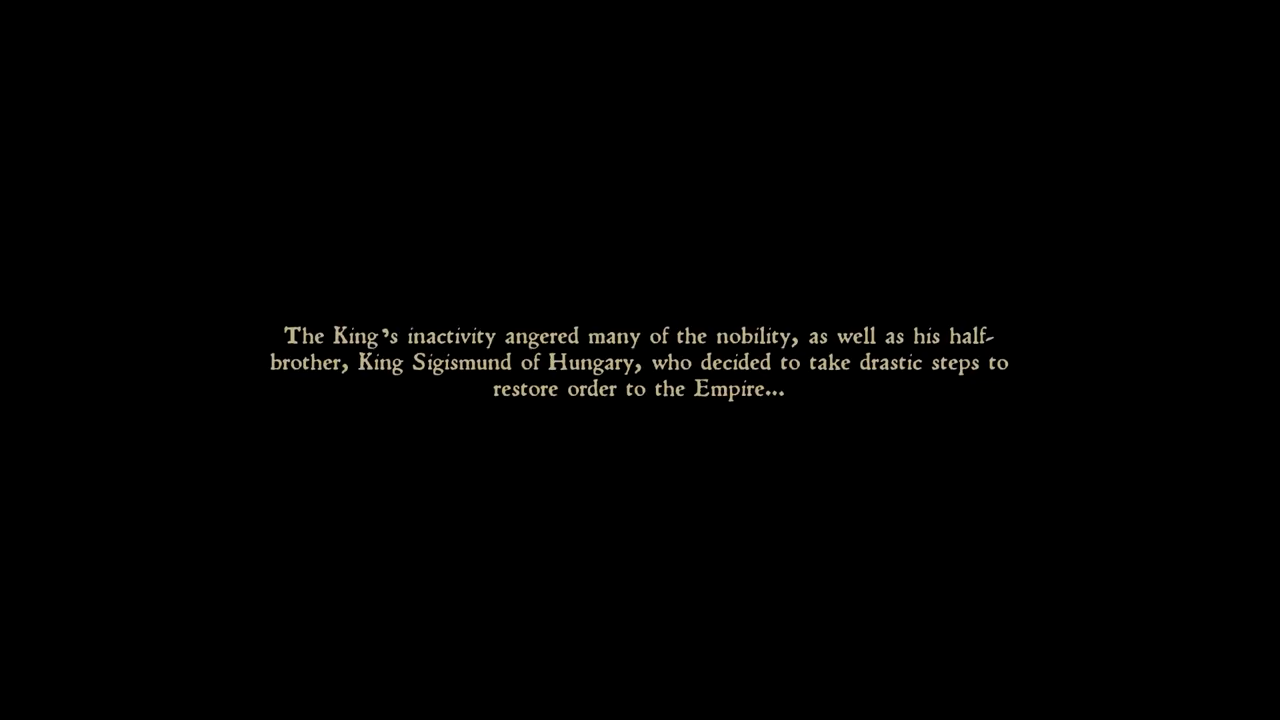 The King's inactivity angered many of the nobility, as well as his half-
brother, King Sigismund of Hungary, who decided to take drastic steps to
restore order to the Empire...